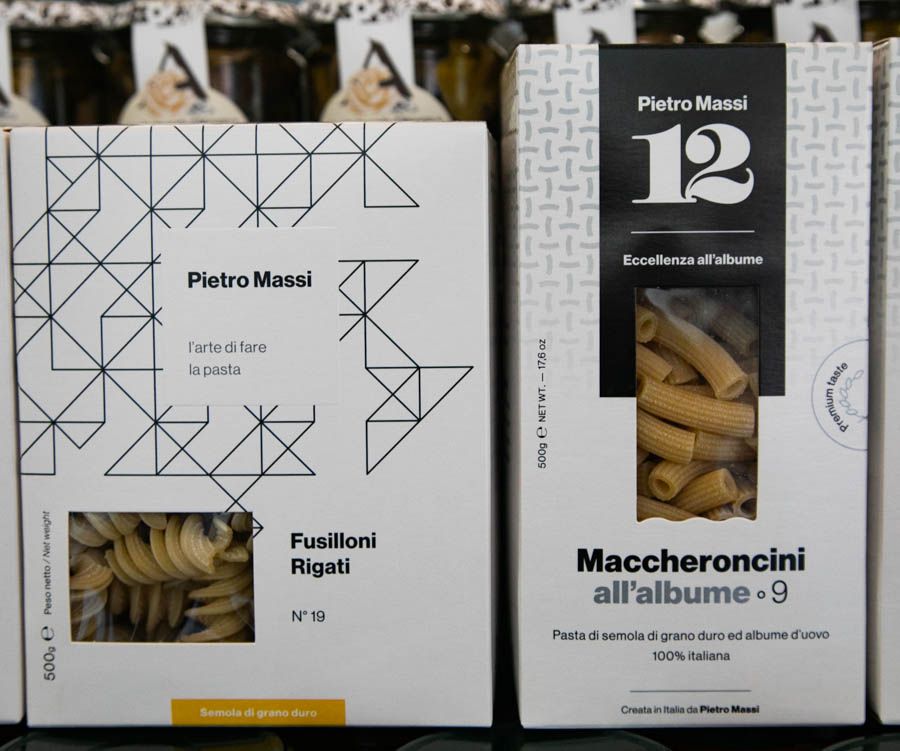 Pietro Massi
l'arte di fare
la pasta
Fusilloni
Rigati
N° 19
500g ℮ Peso netto / Net weight
Semola di grano duro
A
A
Pietro Massi
12
Eccellenza all'albume
500g ℮ NET WT. — 17,6 oz
Premium taste
Maccheroncini
all'albume ∘ 9
Pasta di semola di grano duro ed albume d'uovo
100% italiana
Creata in Italia da Pietro Massi